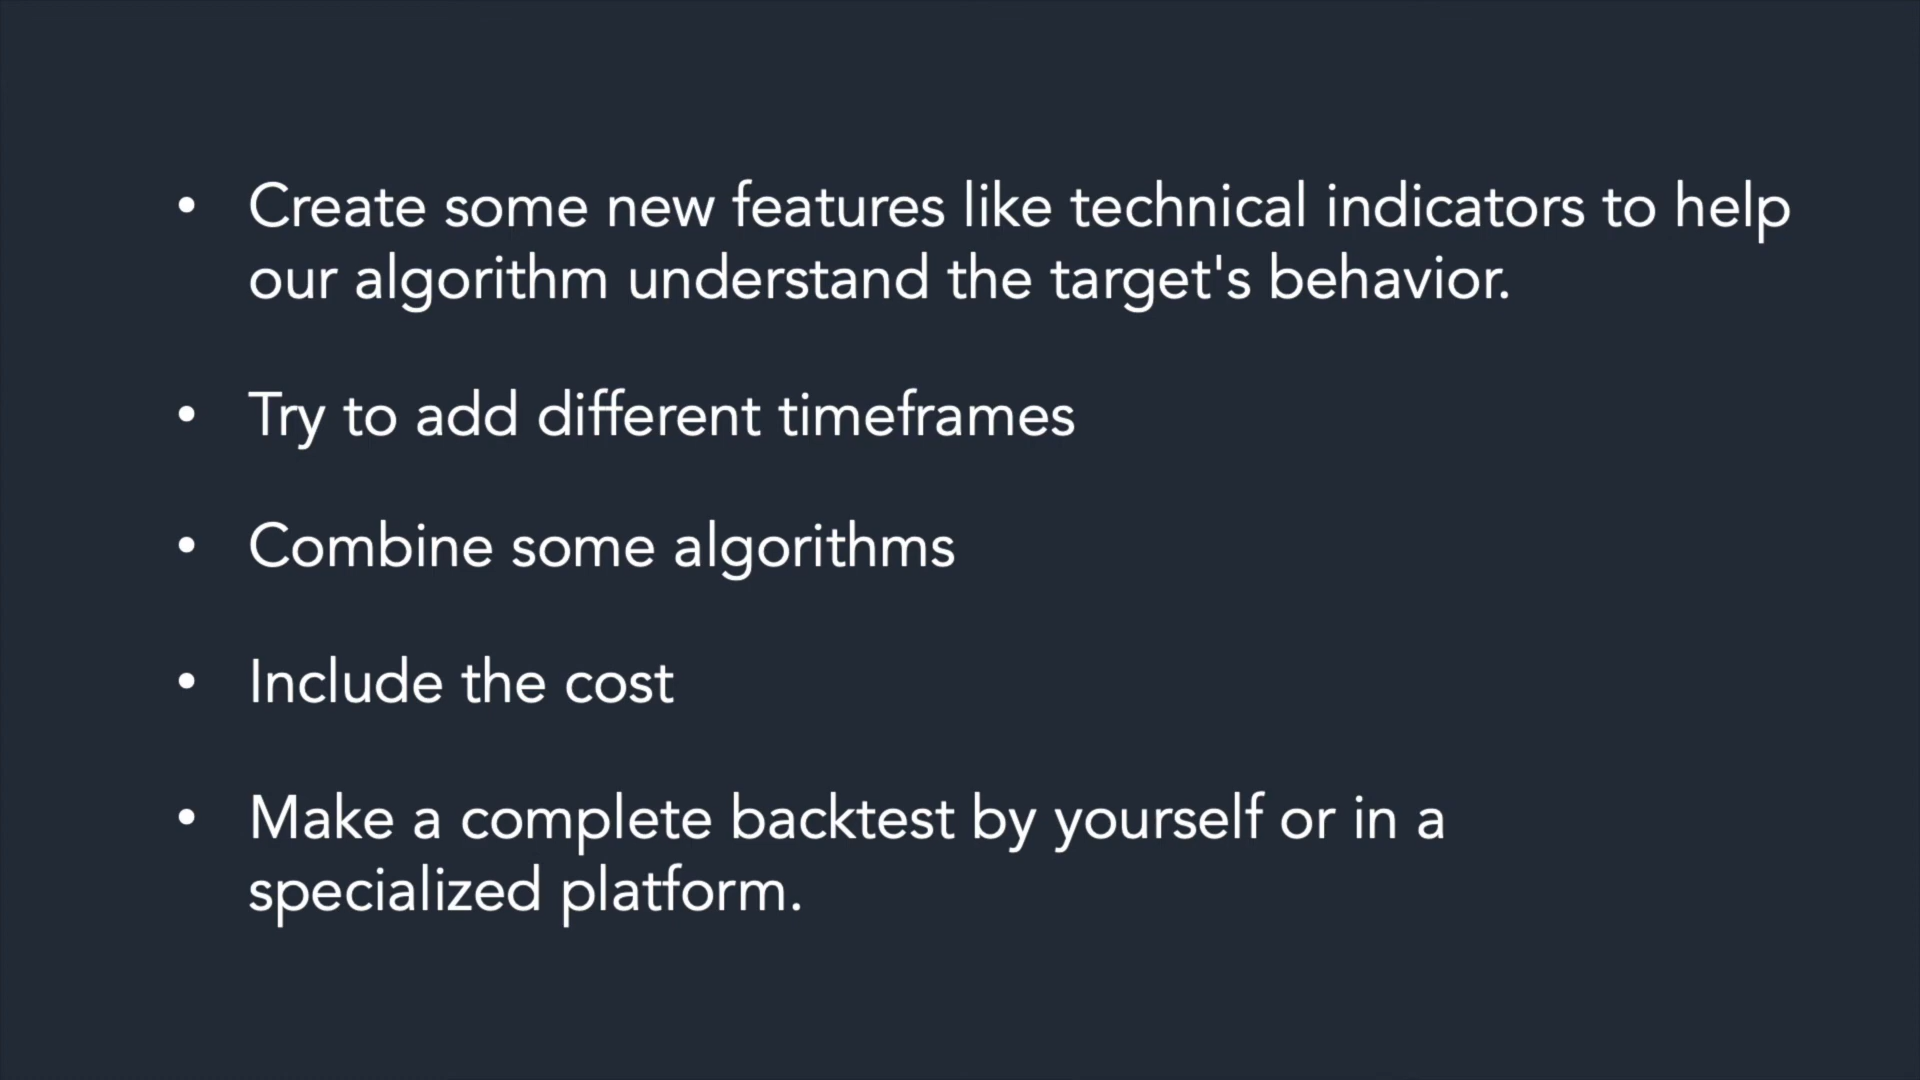 • Create some new features like technical indicators to help
our algorithm understand the target's behavior.
• Try to add different timeframes
• Combine some algorithms
• Include the cost
• Make a complete backtest by yourself or in a
specialized platform.